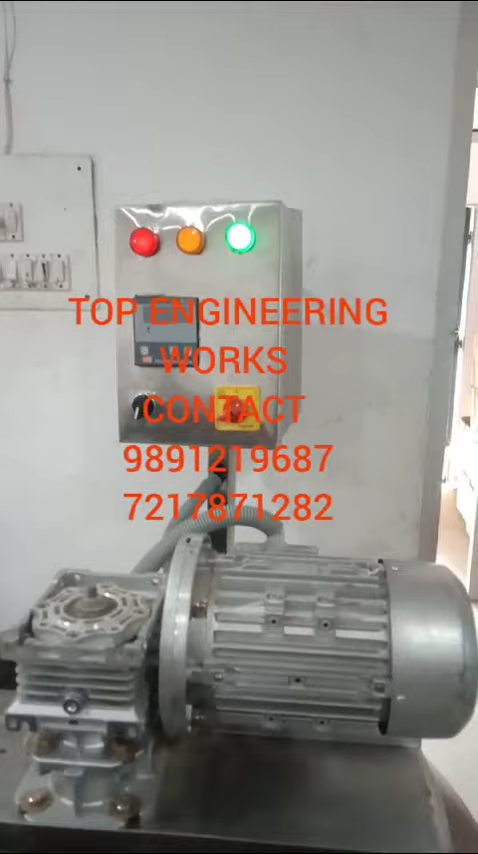 TOP ENGINEERING
WORKS
CONTACT
9891219687
7217871282